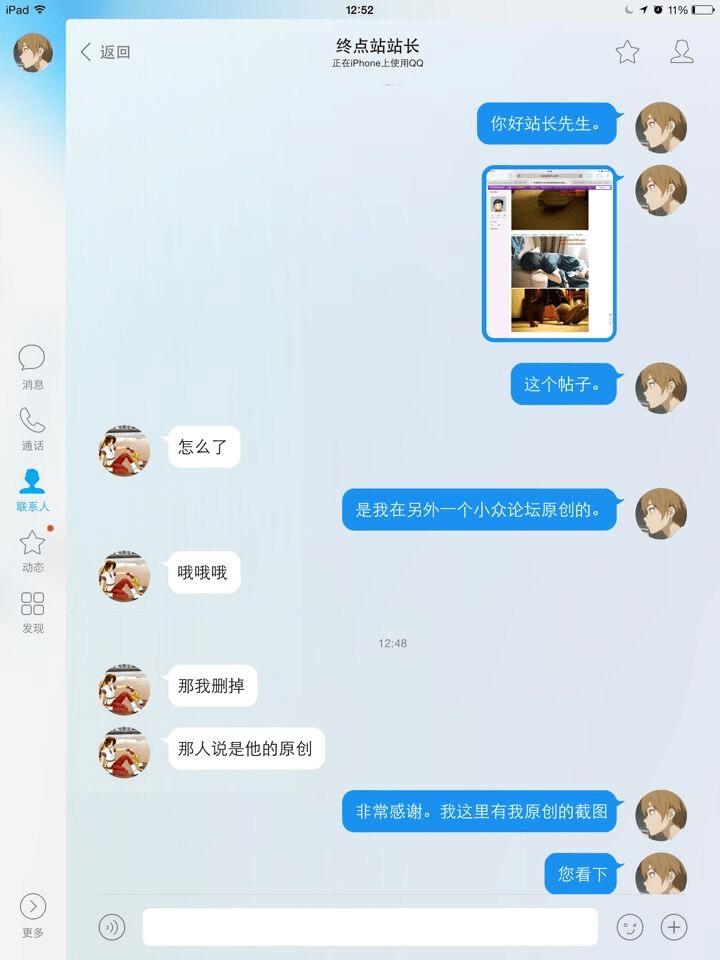 iPad
12:52
11%
返回
终点站站长
正在iPhone上使用QQ
你好站长先生。
这个帖子。
怎么了
是我在另外一个小众论坛原创的。
哦哦哦
12:48
那我删掉
那人说是他的原创
非常感谢。我这里有我原创的截图
您看下
消息
通话
联系人
动态
发现
更多